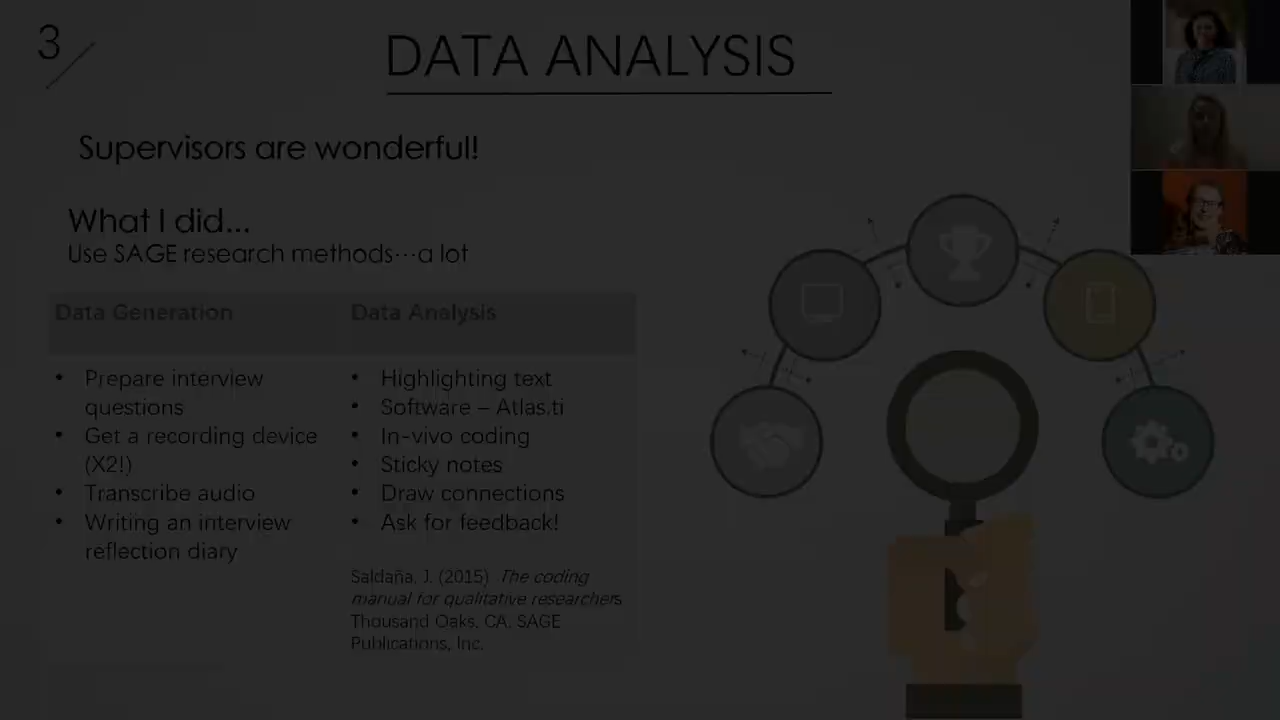 3
DATA ANALYSIS
Supervisors are wonderful!
What I did...
Use SAGE research methods···a lot
Data Generation
Data Analysis
• Prepare interview
questions
• Get a recording device
(X2!)
• Transcribe audio
• Writing an interview
reflection diary
• Highlighting text
• Software – Atlas.ti
• In-vivo coding
• Sticky notes
• Draw connections
• Ask for feedback!
Saldaña, J. (2015). The coding
manual for qualitative researchers
Thousand Oaks, CA, SAGE
Publications, Inc.